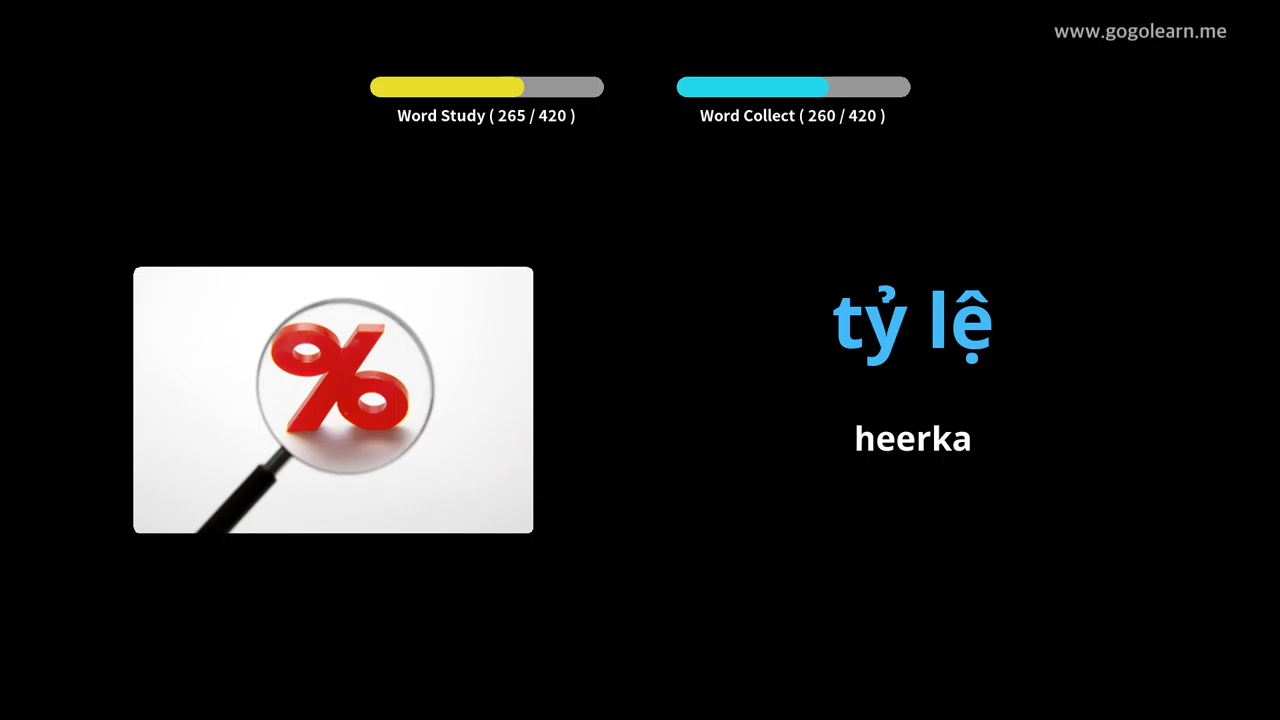 www.gogolearn.me
Word Study ( 265 / 420 )
Word Collect ( 260 / 420 )
%
tỷ lệ
heerka